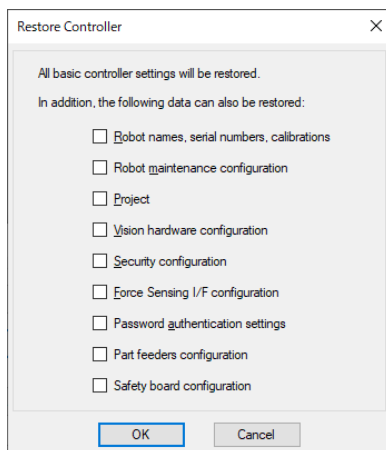 Restore Controller
All basic controller settings will be restored.
In addition, the following data can also be restored:
Robot names, serial numbers, calibrations
Robot maintenance configuration
Project
Vision hardware configuration
Security configuration
Force Sensing I/F configuration
Password authentication settings
Part feeders configuration
Safety board configuration
OK
Cancel